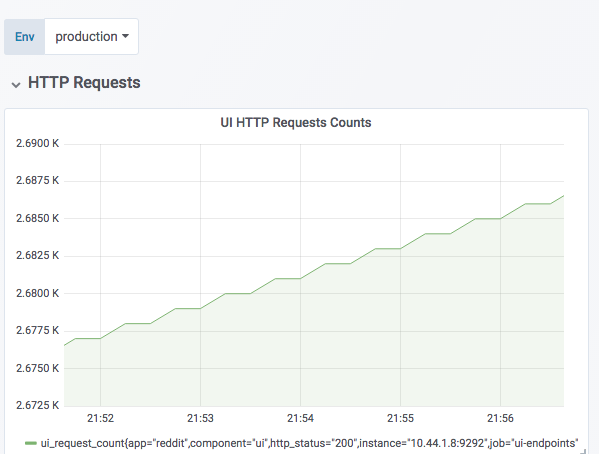 Env production
HTTP Requests
UI HTTP Requests Counts
2.6900 K
2.6875 K
2.6850 K
2.6825 K
2.6800 K
2.6775 K
2.6750 K
2.6725 K
21:52 21:53 21:54 21:55 21:56
ui_request_count{app="reddit",component="ui",http_status="200",instance="10.44.1.8:9292",job="ui-endpoints"